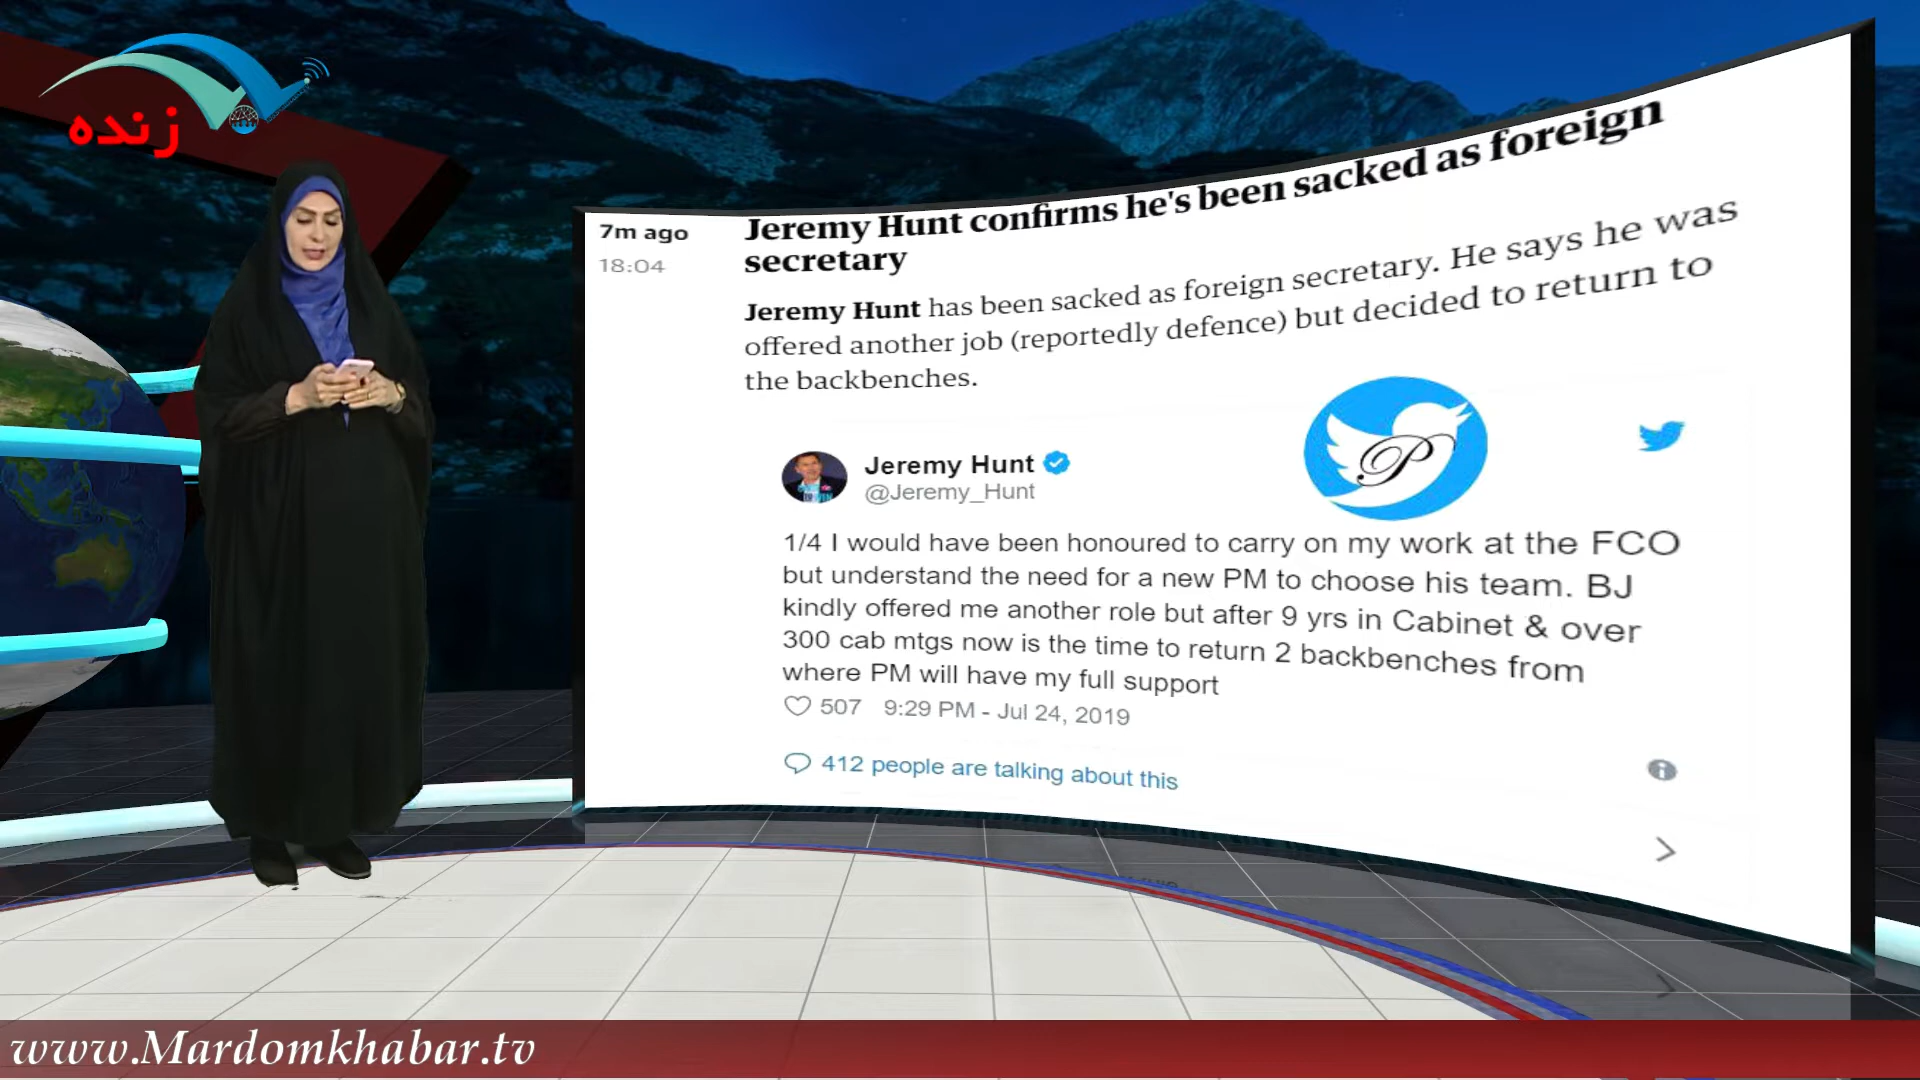 زنده
7m ago
18:04
Jeremy Hunt confirms he's been sacked as foreign
secretary
Jeremy Hunt has been sacked as foreign secretary. He says he was
offered another job (reportedly defence) but decided to return to
the backbenches.
P
Jeremy Hunt
@Jeremy_Hunt
1/4 I would have been honoured to carry on my work at the FCO
but understand the need for a new PM to choose his team. BJ
kindly offered me another role but after 9 yrs in Cabinet & over
300 cab mtgs now is the time to return 2 backbenches from
where PM will have my full support
507 9:29 PM - Jul 24, 2019
412 people are talking about this
www.Mardomkhabar.tv